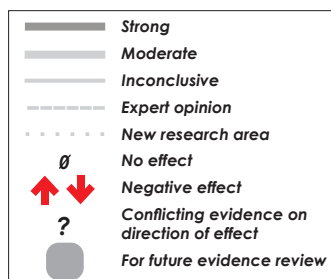 Strong
Moderate
Inconclusive
Expert opinion
New research area
Ø No effect
Negative effect
? Conflicting evidence on
direction of effect
For future evidence review